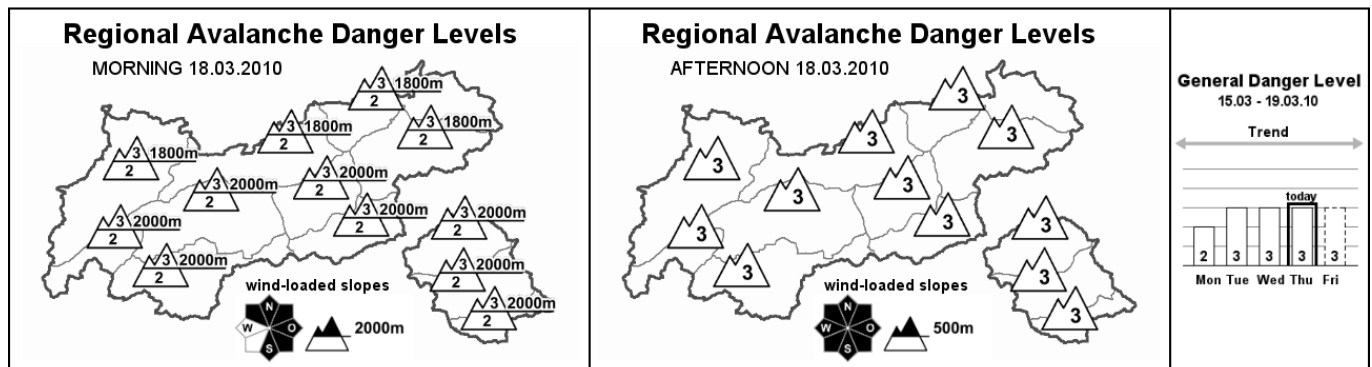 Regional Avalanche Danger Levels
MORNING 18.03.2010
3 1800m
2
3 1800m
2
3 1800m
2
3 1800m
2
3 2000m
2
3 2000m
2
3 2000m
2
3 2000m
2
3 2000m
2
3 2000m
2
3 2000m
2
3 2000m
2
wind-loaded slopes
N
W O
S
2000m
Regional Avalanche Danger Levels
AFTERNOON 18.03.2010
3
3
3
3
3
3
3
3
3
3
3
3
wind-loaded slopes
N
W O
S
500m
General Danger Level
15.03 - 19.03.10
Trend
today
2 3 3 3 3
Mon Tue Wed Thu Fri